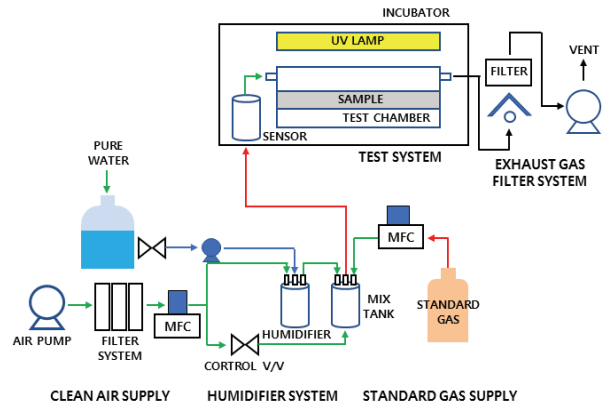 INCUBATOR
UV LAMP
SAMPLE
TEST CHAMBER
SENSOR
TEST SYSTEM
FILTER
VENT
EXHAUST GAS
FILTER SYSTEM
PURE
WATER
MFC
AIR PUMP
FILTER
SYSTEM
MFC
HUMIDIFIER
CORTROL V/V
MIX
TANK
STANDARD
GAS
CLEAN AIR SUPPLY
HUMIDIFIER SYSTEM
STANDARD GAS SUPPLY